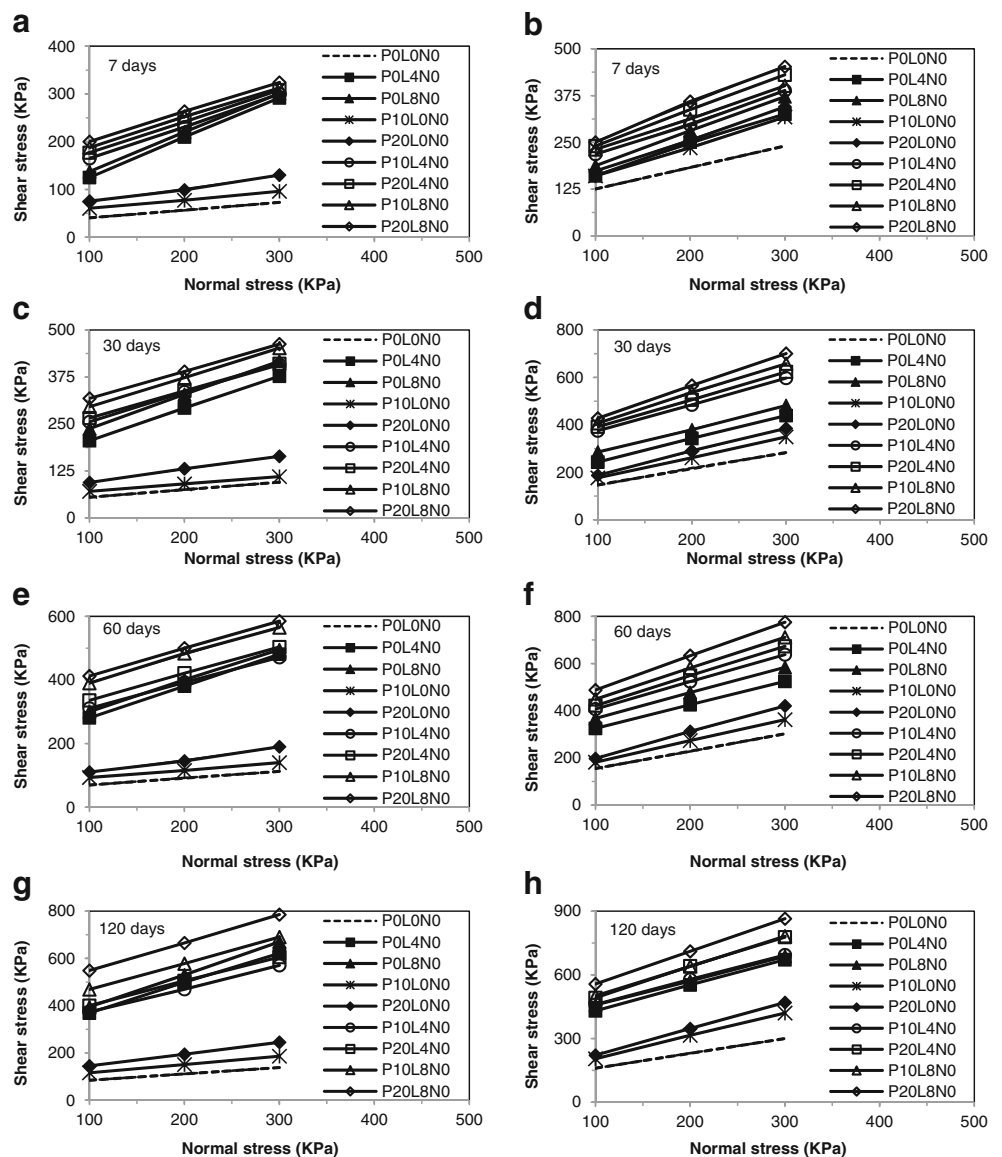 a
7 days
Shear stress (KPa)
400
300
200
100
0
100 200 300 400 500
Normal stress (KPa)
P0L0N0
P0L4N0
P0L8N0
P10L0N0
P20L0N0
P10L4N0
P20L4N0
P10L8N0
P20L8N0
b
7 days
Shear stress (KPa)
500
375
250
125
0
100 200 300 400 500
Normal stress (KPa)
P0L0N0
P0L4N0
P0L8N0
P10L0N0
P20L0N0
P10L4N0
P20L4N0
P10L8N0
P20L8N0
c
30 days
Shear stress (KPa)
500
375
250
125
0
100 200 300 400 500
Normal stress (KPa)
P0L0N0
P0L4N0
P0L8N0
P10L0N0
P20L0N0
P10L4N0
P20L4N0
P10L8N0
P20L8N0
d
30 days
Shear stress (KPa)
800
600
400
200
0
100 200 300 400 500
Normal stress (KPa)
P0L0N0
P0L4N0
P0L8N0
P10L0N0
P20L0N0
P10L4N0
P20L4N0
P10L8N0
P20L8N0
e
60 days
Shear stress (KPa)
600
400
200
0
100 200 300 400 500
Normal stress (KPa)
P0L0N0
P0L4N0
P0L8N0
P10L0N0
P20L0N0
P10L4N0
P20L4N0
P10L8N0
P20L8N0
f
60 days
Shear stress (KPa)
800
600
400
200
0
100 200 300 400 500
Normal stress (KPa)
P0L0N0
P0L4N0
P0L8N0
P10L0N0
P20L0N0
P10L4N0
P20L4N0
P10L8N0
P20L8N0
g
120 days
Shear stress (KPa)
800
600
400
200
0
100 200 300 400 500
Normal stress (KPa)
P0L0N0
P0L4N0
P0L8N0
P10L0N0
P20L0N0
P10L4N0
P20L4N0
P10L8N0
P20L8N0
h
120 days
Shear stress (KPa)
900
600
300
0
100 200 300 400 500
Normal stress (KPa)
P0L0N0
P0L4N0
P0L8N0
P10L0N0
P20L0N0
P10L4N0
P20L4N0
P10L8N0
P20L8N0